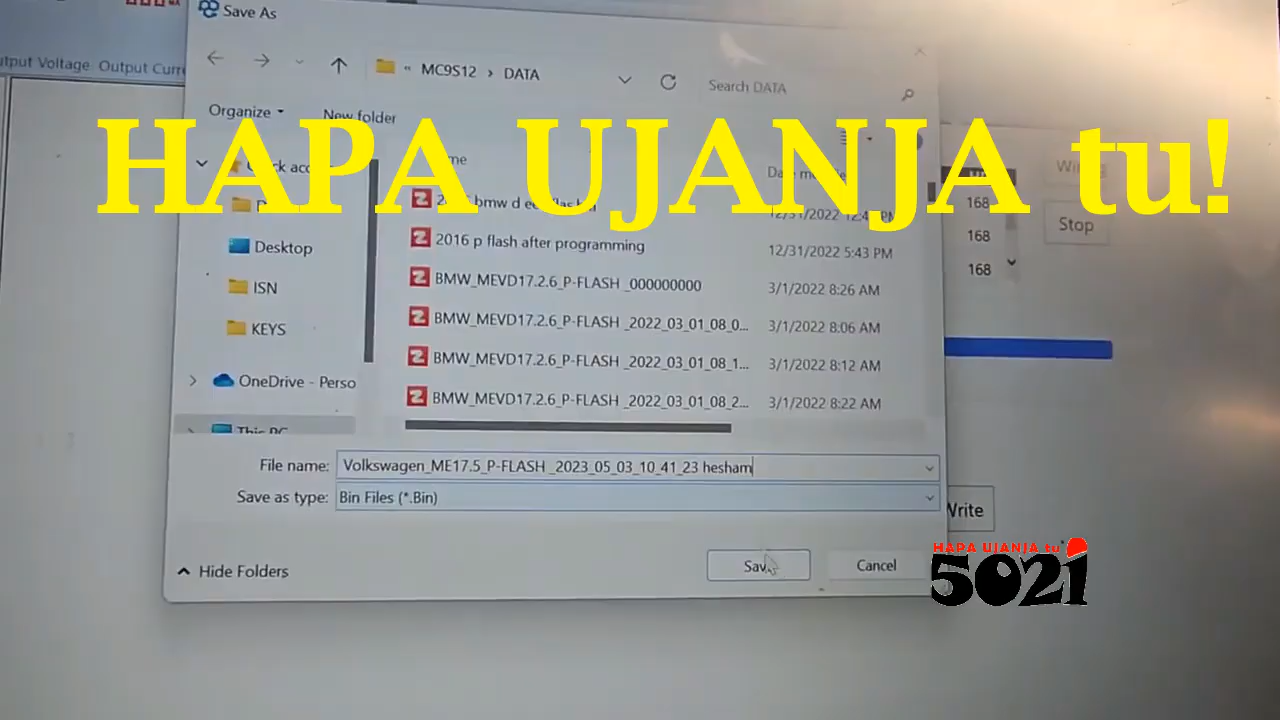 Save As
Output Voltage Output Curre
MC9S12 > DATA
Search DATA
Organize
New folder
HAPA UJANJA tu!
2016 p flash after programming 12/31/2022 5:43 PM
BMW_MEVD17.2.6_P-FLASH _000000000 3/1/2022 8:26 AM
BMW_MEVD17.2.6_P-FLASH _2022_03_01_08_0... 3/1/2022 8:06 AM
BMW_MEVD17.2.6_P-FLASH _2022_03_01_08_1... 3/1/2022 8:12 AM
BMW_MEVD17.2.6_P-FLASH _2022_03_01_08_2... 3/1/2022 8:22 AM
Desktop
ISN
KEYS
OneDrive - Perso
This PC
168
168
168
Stop
File name: Volkswagen_ME17.5_P-FLASH _2023_05_03_10_41_23 hesham
Save as type: Bin Files (*.Bin)
Write
Hide Folders
Save
Cancel
HAPA UJANJA tu
5021